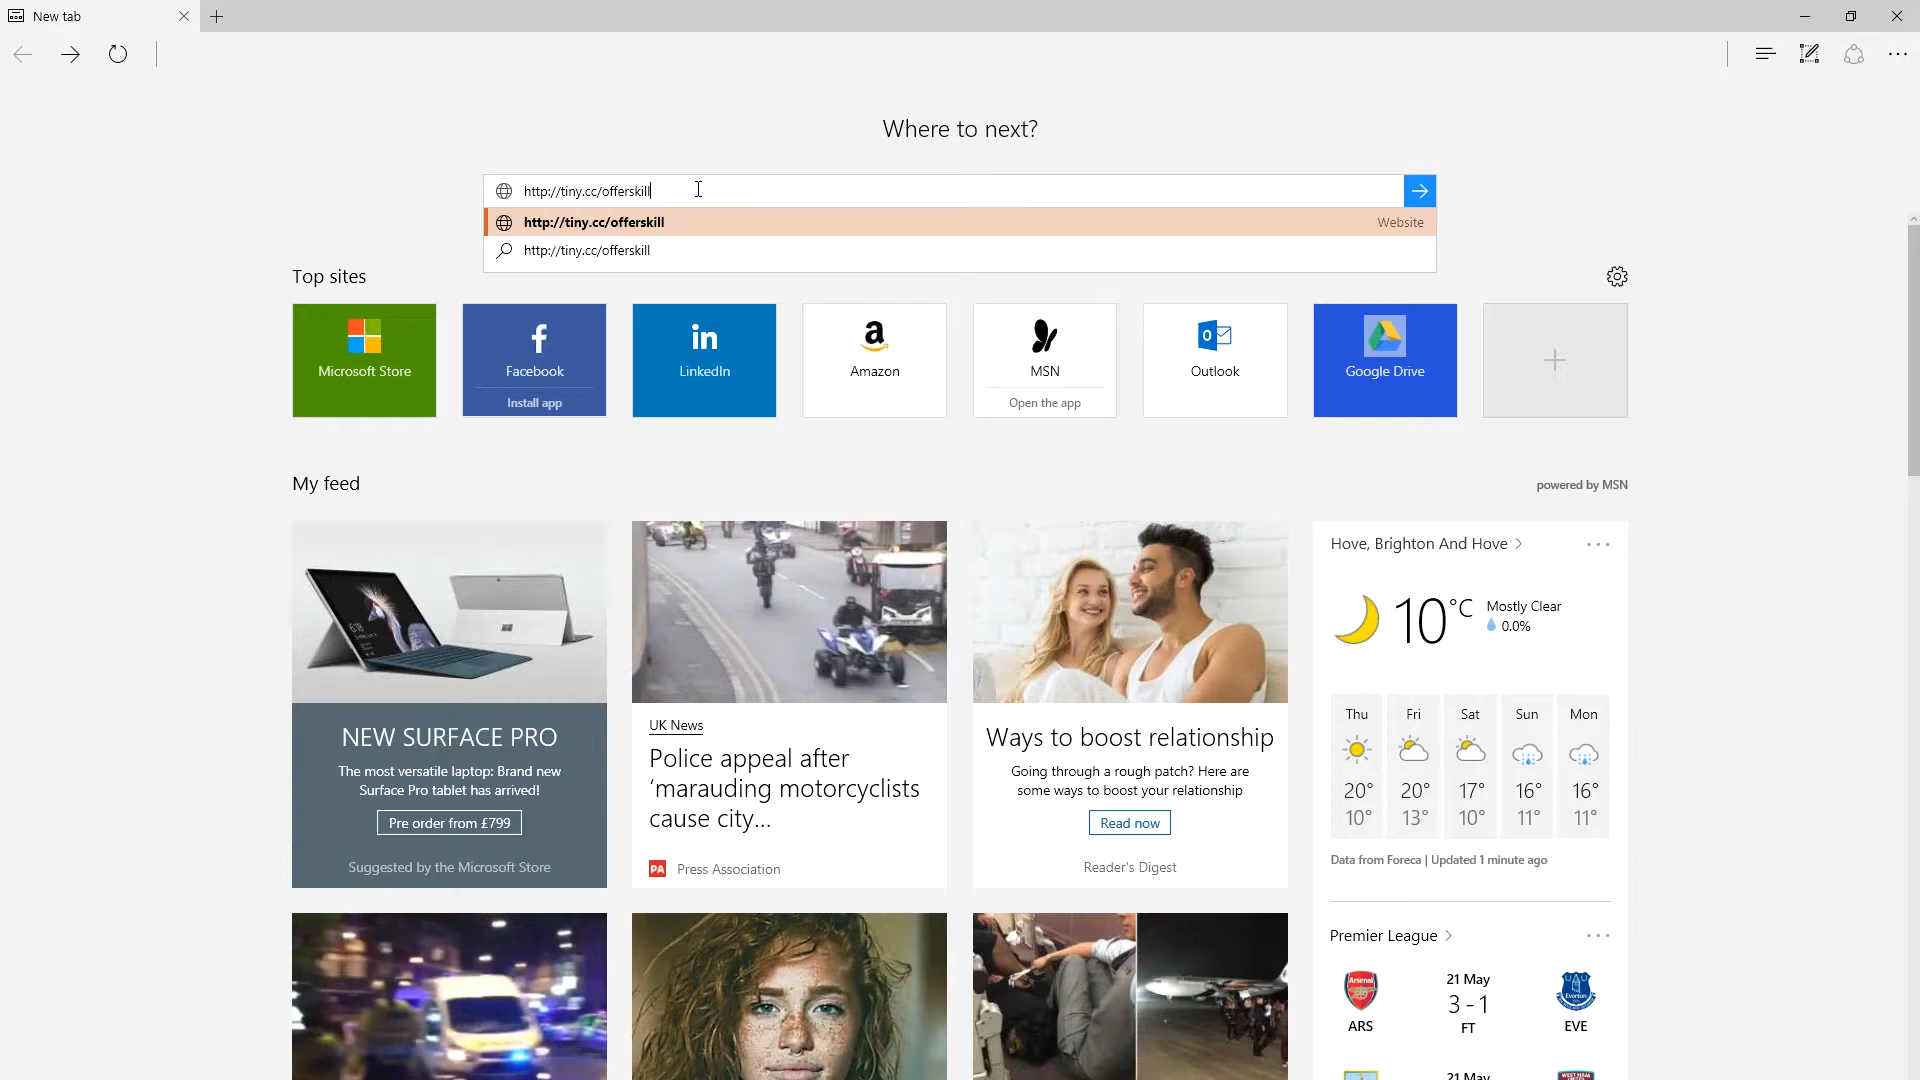 New tab
Where to next?
http://tiny.cc/offerskill
http://tiny.cc/offerskill Website
http://tiny.cc/offerskill
Top sites
Microsoft Store
Facebook
Install app
LinkedIn
Amazon
MSN
Open the app
Outlook
Google Drive
My feed
powered by MSN
NEW SURFACE PRO
The most versatile laptop: Brand new
Surface Pro tablet has arrived!
Pre order from £799
Suggested by the Microsoft Store
UK News
Police appeal after
‘marauding motorcyclists
cause city...
PA Press Association
Ways to boost relationship
Going through a rough patch? Here are
some ways to boost your relationship
Read now
Reader's Digest
Hove, Brighton And Hove
10°C
Mostly Clear
0.0%
Thu Fri Sat Sun Mon
20° 20° 17° 16° 16°
10° 13° 10° 11° 11°
Data from Foreca | Updated 1 minute ago
Premier League
21 May
3 - 1
FT
Arsenal
ARS
Everton
EVE
21 May